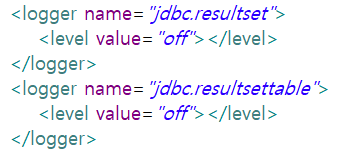 <logger name="jdbc.resultset">
<level value="off"></level>
</logger>
<logger name="jdbc.resultsettable">
<level value="off"></level>
</logger>